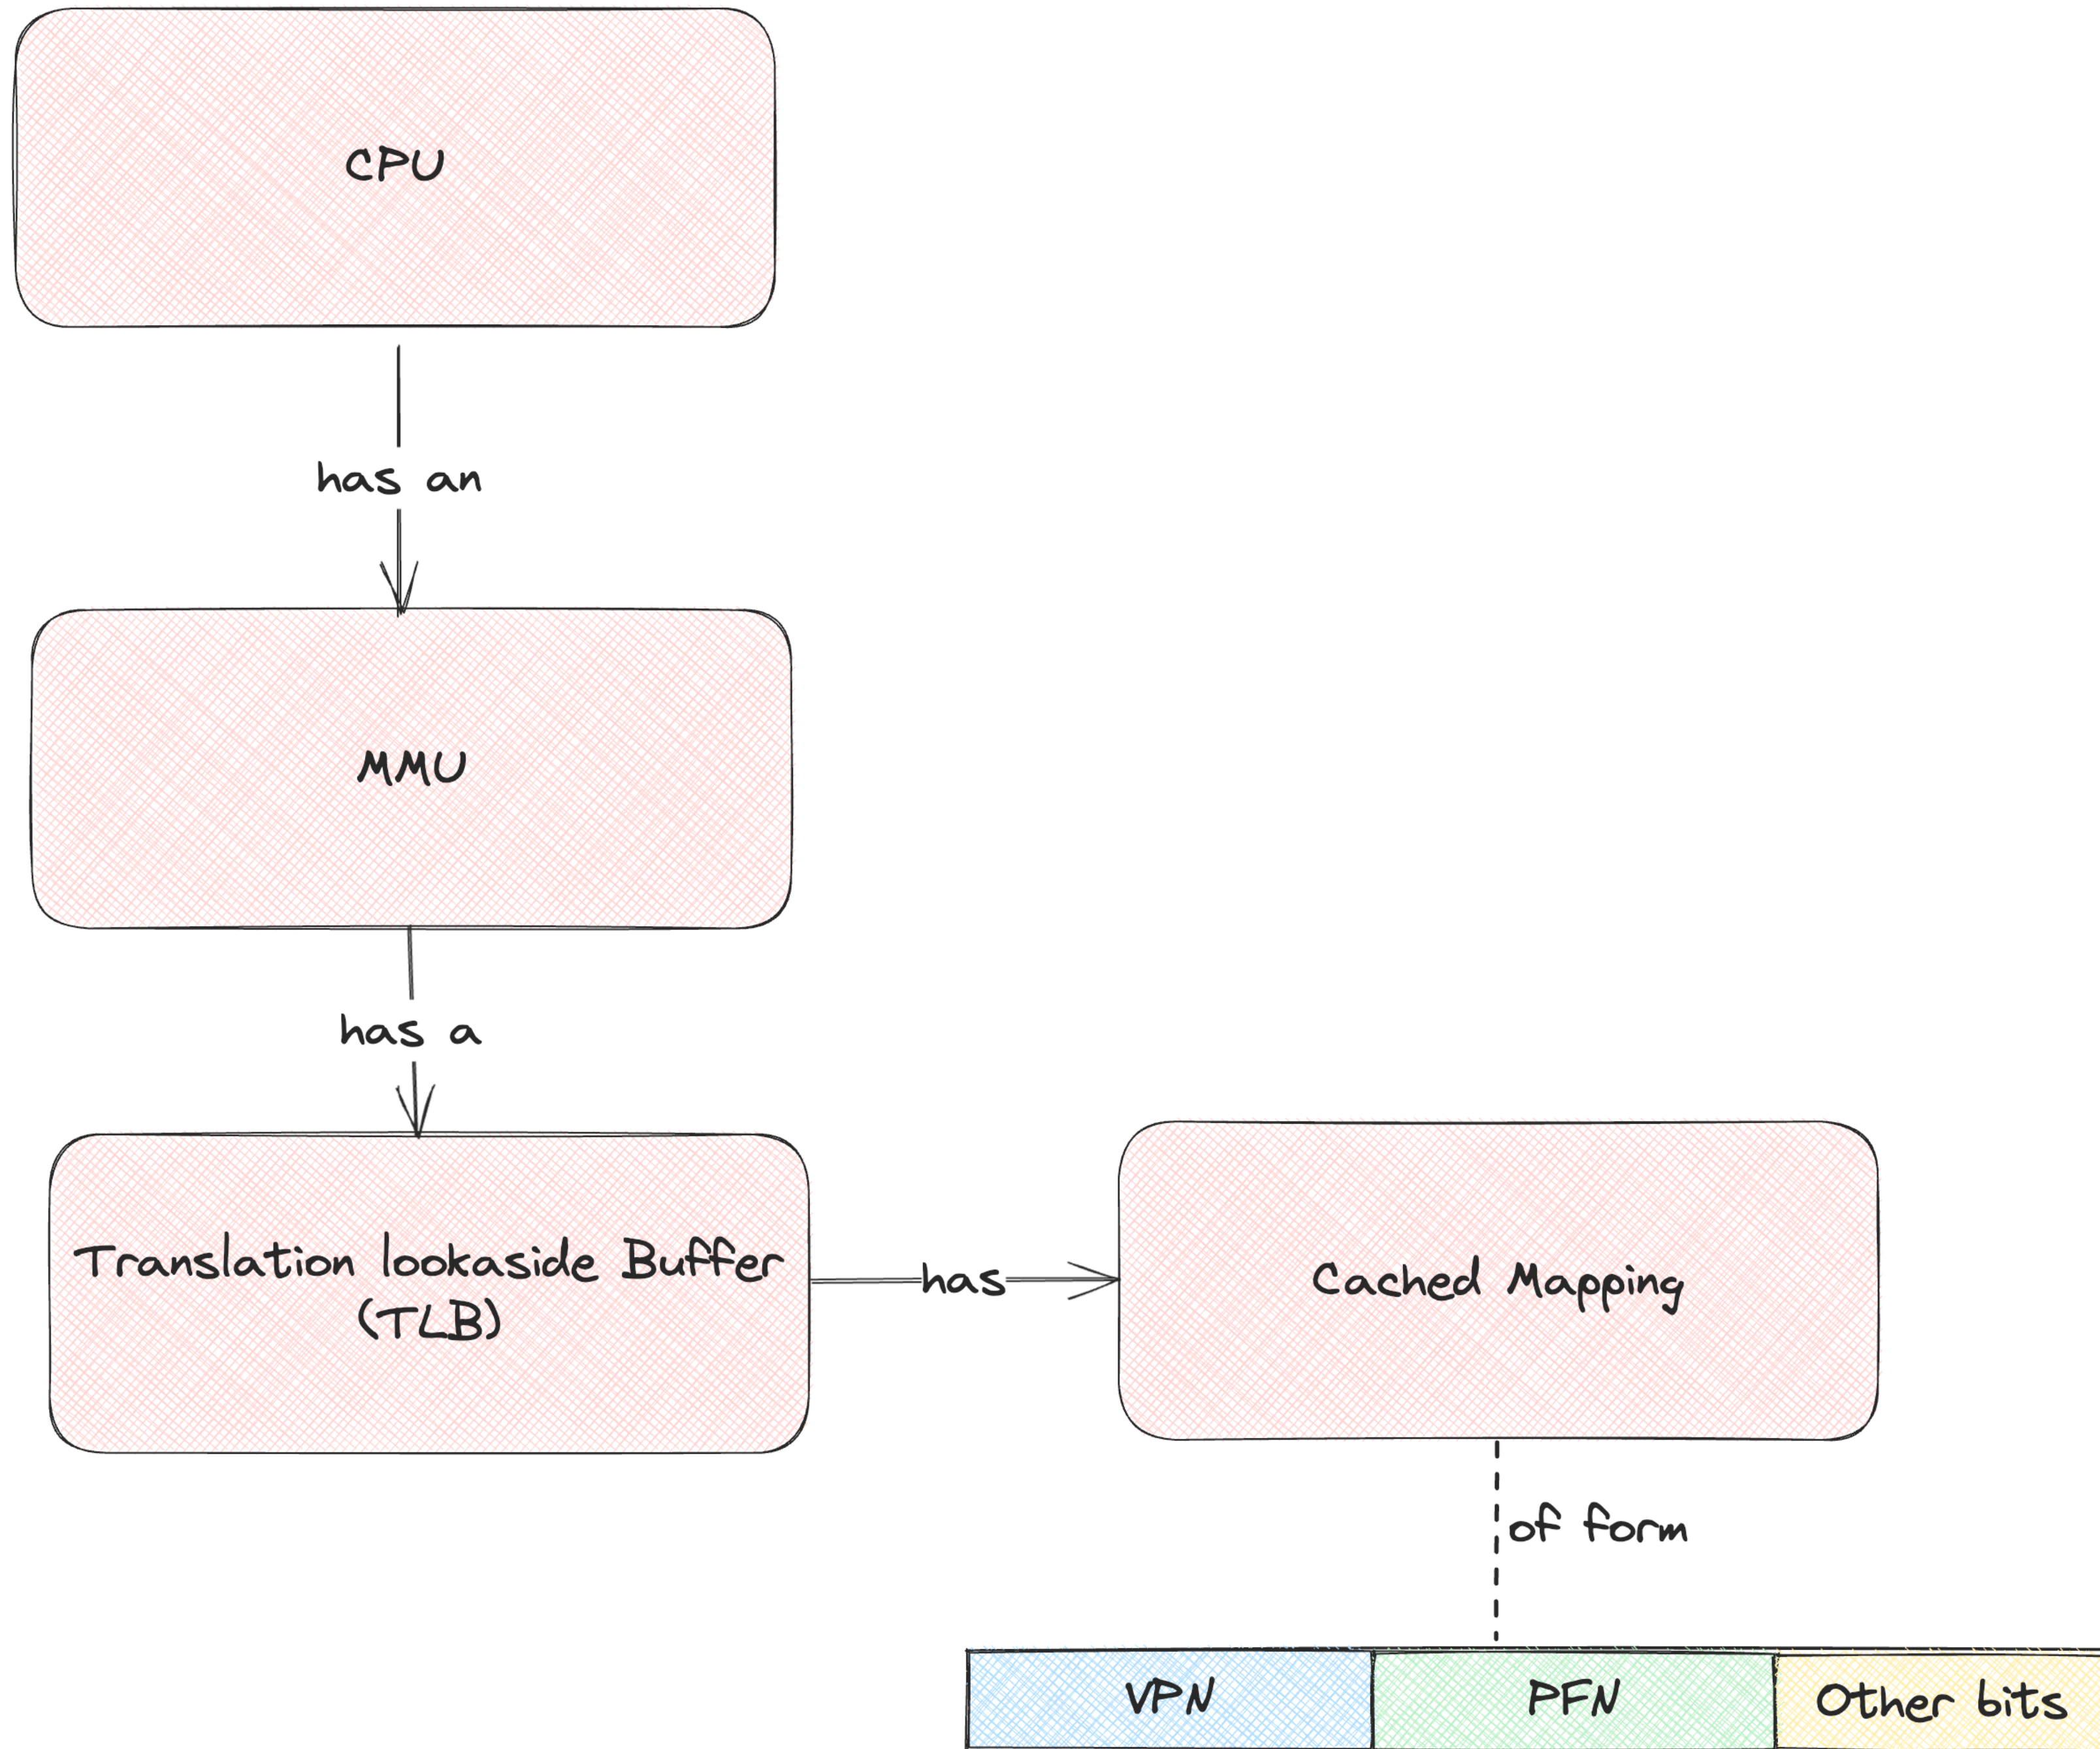 CPU
has an
MMU
has a
Translation lookaside Buffer
(TLB)
has
Cached Mapping
of form
VPN
PFN
Other bits